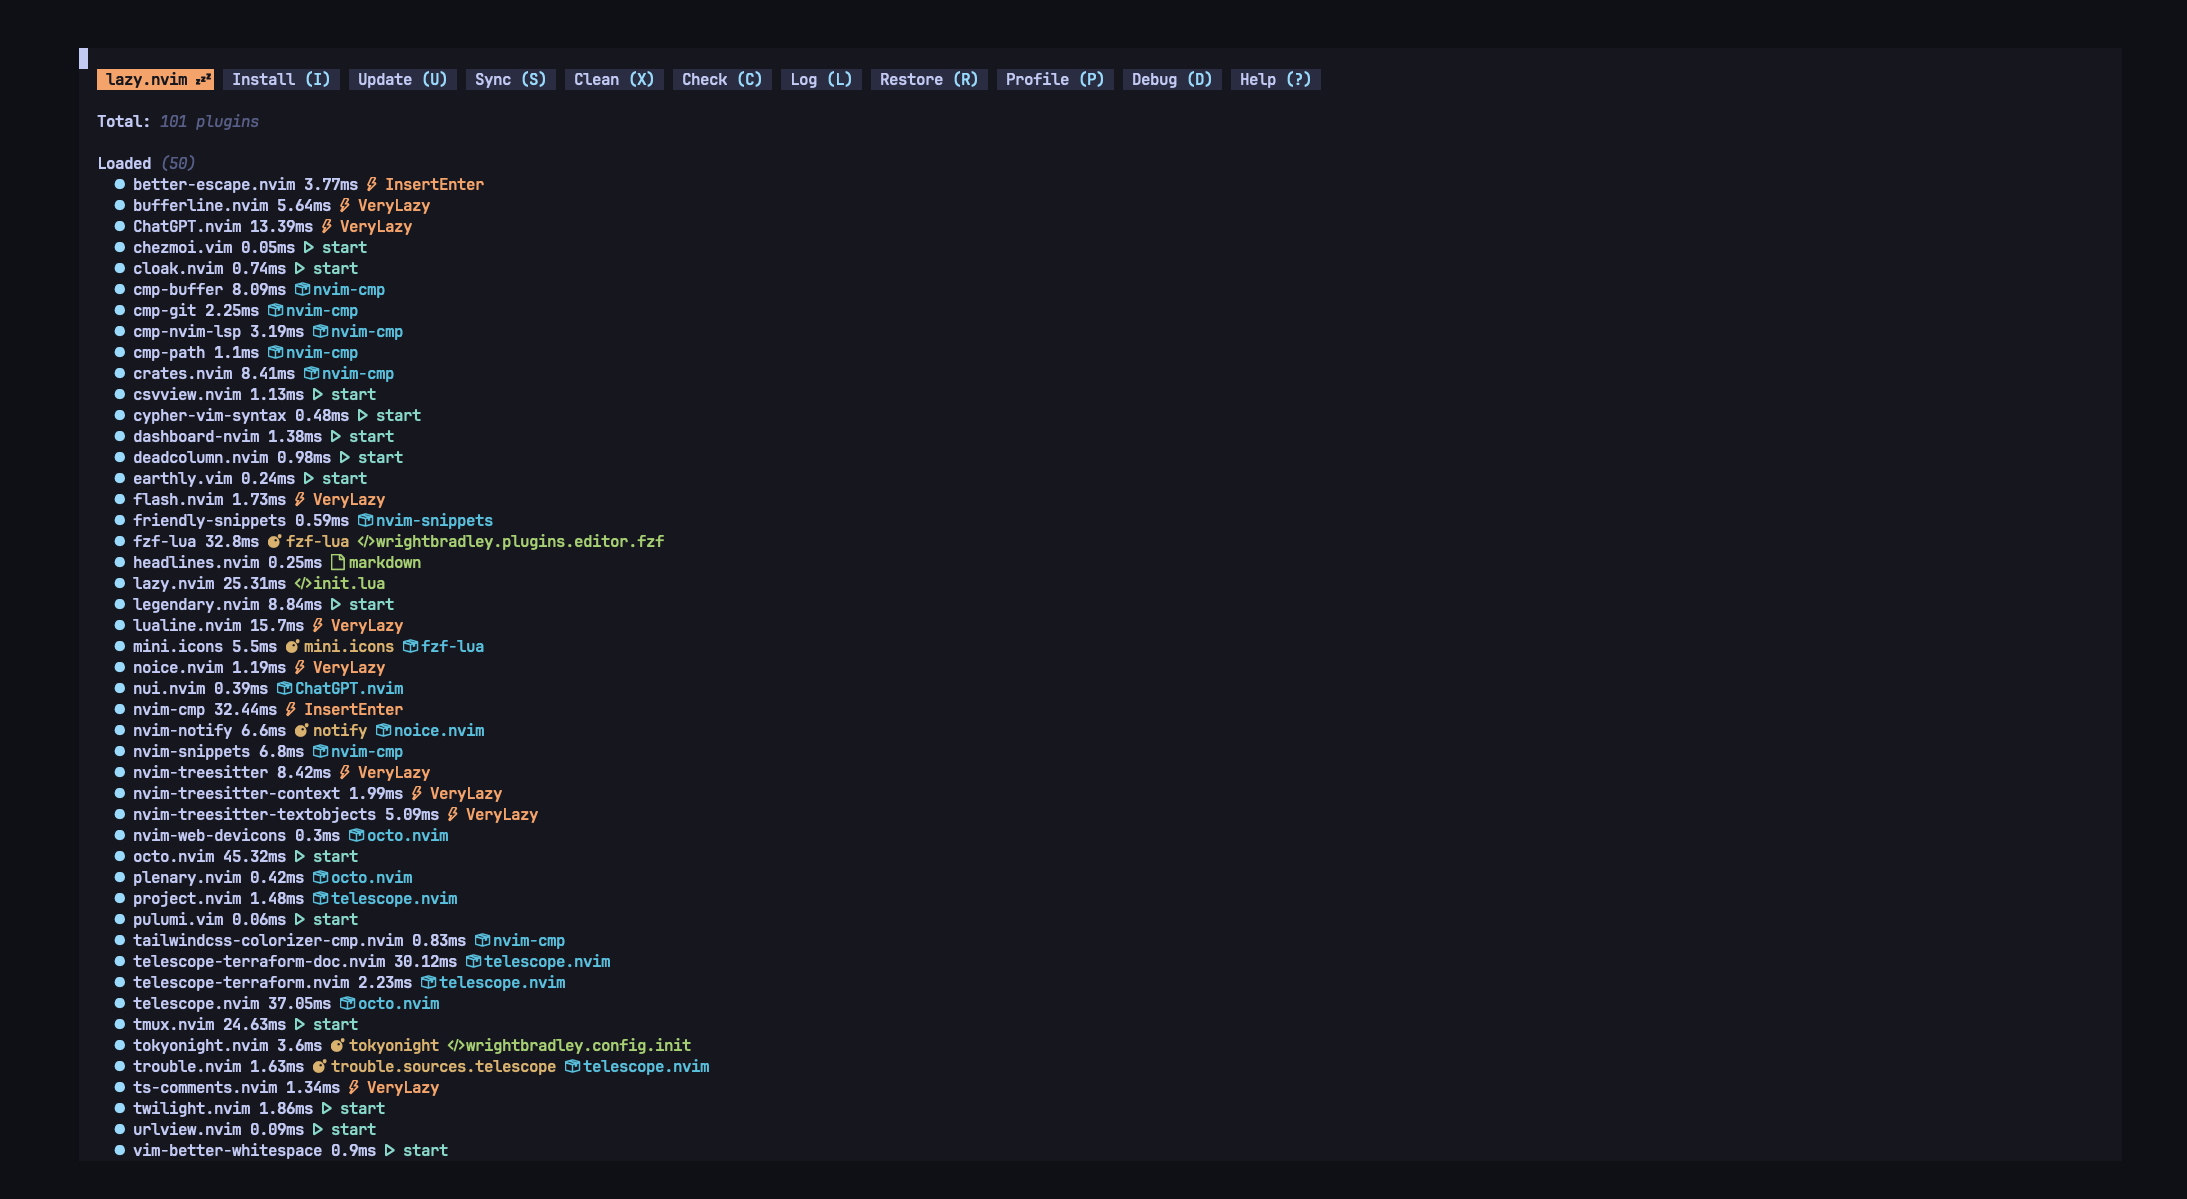 lazy.nvim 💤 Install (I) Update (U) Sync (S) Clean (X) Check (C) Log (L) Restore (R) Profile (P) Debug (D) Help (?)
Total: 101 plugins
Loaded (50)
● better-escape.nvim 3.77ms InsertEnter
● bufferline.nvim 5.64ms VeryLazy
● ChatGPT.nvim 13.39ms VeryLazy
● chezmoi.vim 0.05ms start
● cloak.nvim 0.74ms start
● cmp-buffer 8.09ms nvim-cmp
● cmp-git 2.25ms nvim-cmp
● cmp-nvim-lsp 3.19ms nvim-cmp
● cmp-path 1.1ms nvim-cmp
● crates.nvim 8.41ms nvim-cmp
● csvview.nvim 1.13ms start
● cypher-vim-syntax 0.48ms start
● dashboard-nvim 1.38ms start
● deadcolumn.nvim 0.98ms start
● earthly.vim 0.24ms start
● flash.nvim 1.73ms VeryLazy
● friendly-snippets 0.59ms nvim-snippets
● fzf-lua 32.8ms fzf-lua </>wrightbradley.plugins.editor.fzf
● headlines.nvim 0.25ms markdown
● lazy.nvim 25.31ms </>init.lua
● legendary.nvim 8.84ms start
● lualine.nvim 15.7ms VeryLazy
● mini.icons 5.5ms mini.icons fzf-lua
● noice.nvim 1.19ms VeryLazy
● nui.nvim 0.39ms ChatGPT.nvim
● nvim-cmp 32.44ms InsertEnter
● nvim-notify 6.6ms notify noice.nvim
● nvim-snippets 6.8ms nvim-cmp
● nvim-treesitter 8.42ms VeryLazy
● nvim-treesitter-context 1.99ms VeryLazy
● nvim-treesitter-textobjects 5.09ms VeryLazy
● nvim-web-devicons 0.3ms octo.nvim
● octo.nvim 45.32ms start
● plenary.nvim 0.42ms octo.nvim
● project.nvim 1.48ms telescope.nvim
● pulumi.vim 0.06ms start
● tailwindcss-colorizer-cmp.nvim 0.83ms nvim-cmp
● telescope-terraform-doc.nvim 30.12ms telescope.nvim
● telescope-terraform.nvim 2.23ms telescope.nvim
● telescope.nvim 37.05ms octo.nvim
● tmux.nvim 24.63ms start
● tokyonight.nvim 3.6ms tokyonight </>wrightbradley.config.init
● trouble.nvim 1.63ms trouble.sources.telescope telescope.nvim
● ts-comments.nvim 1.34ms VeryLazy
● twilight.nvim 1.86ms start
● urlview.nvim 0.09ms start
● vim-better-whitespace 0.9ms start